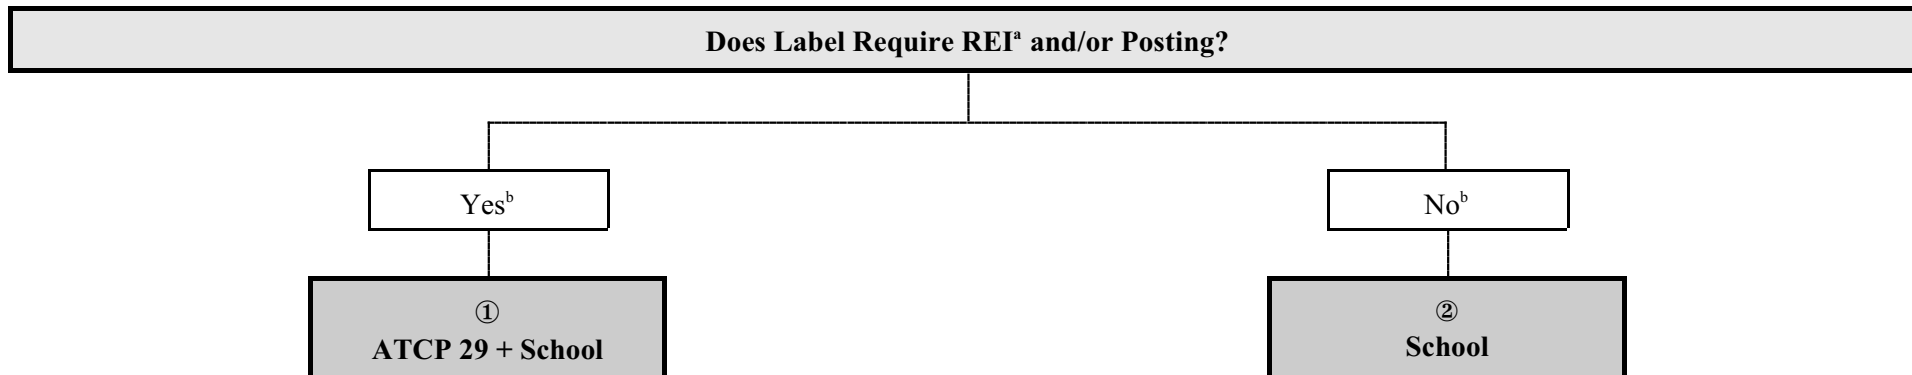 Does Label Require REIᵃ and/or Posting?
Yesᵇ
Noᵇ
①
ATCP 29 + School
②
School